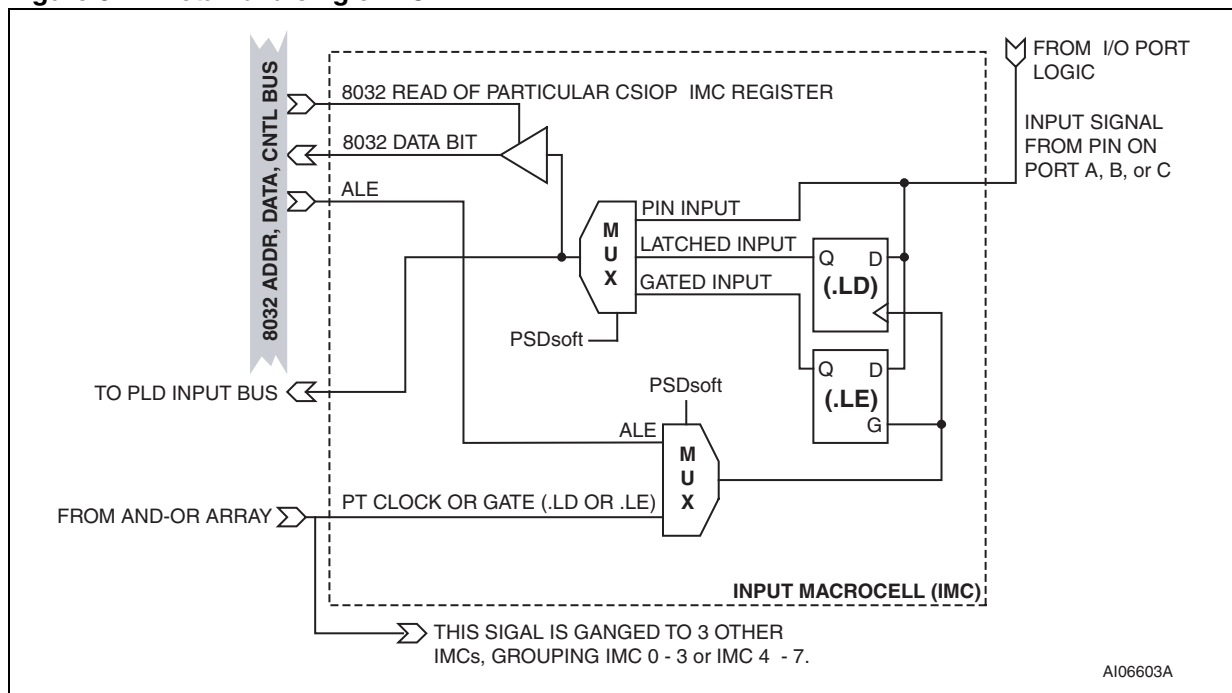 8032 ADDR, DATA, CNTL BUS
8032 READ OF PARTICULAR CSIOP IMC REGISTER
8032 DATA BIT
ALE
FROM I/O PORT
LOGIC
INPUT SIGNAL
FROM PIN ON
PORT A, B, or C
PIN INPUT
LATCHED INPUT
GATED INPUT
M
U
X
PSDsoft
Q D
(.LD)
Q D
(.LE)
G
TO PLD INPUT BUS
PSDsoft
ALE
M
U
X
PT CLOCK OR GATE (.LD OR .LE)
FROM AND-OR ARRAY
INPUT MACROCELL (IMC)
THIS SIGAL IS GANGED TO 3 OTHER
IMCs, GROUPING IMC 0 - 3 or IMC 4 - 7.
AI06603A